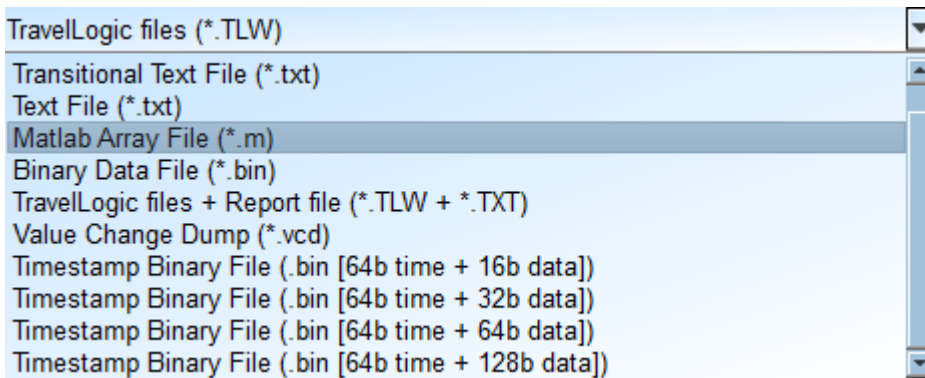 TravelLogic files (*.TLW)
Transitional Text File (*.txt)
Text File (*.txt)
Matlab Array File (*.m)
Binary Data File (*.bin)
TravelLogic files + Report file (*.TLW + *.TXT)
Value Change Dump (*.vcd)
Timestamp Binary File (.bin [64b time + 16b data])
Timestamp Binary File (.bin [64b time + 32b data])
Timestamp Binary File (.bin [64b time + 64b data])
Timestamp Binary File (.bin [64b time + 128b data])